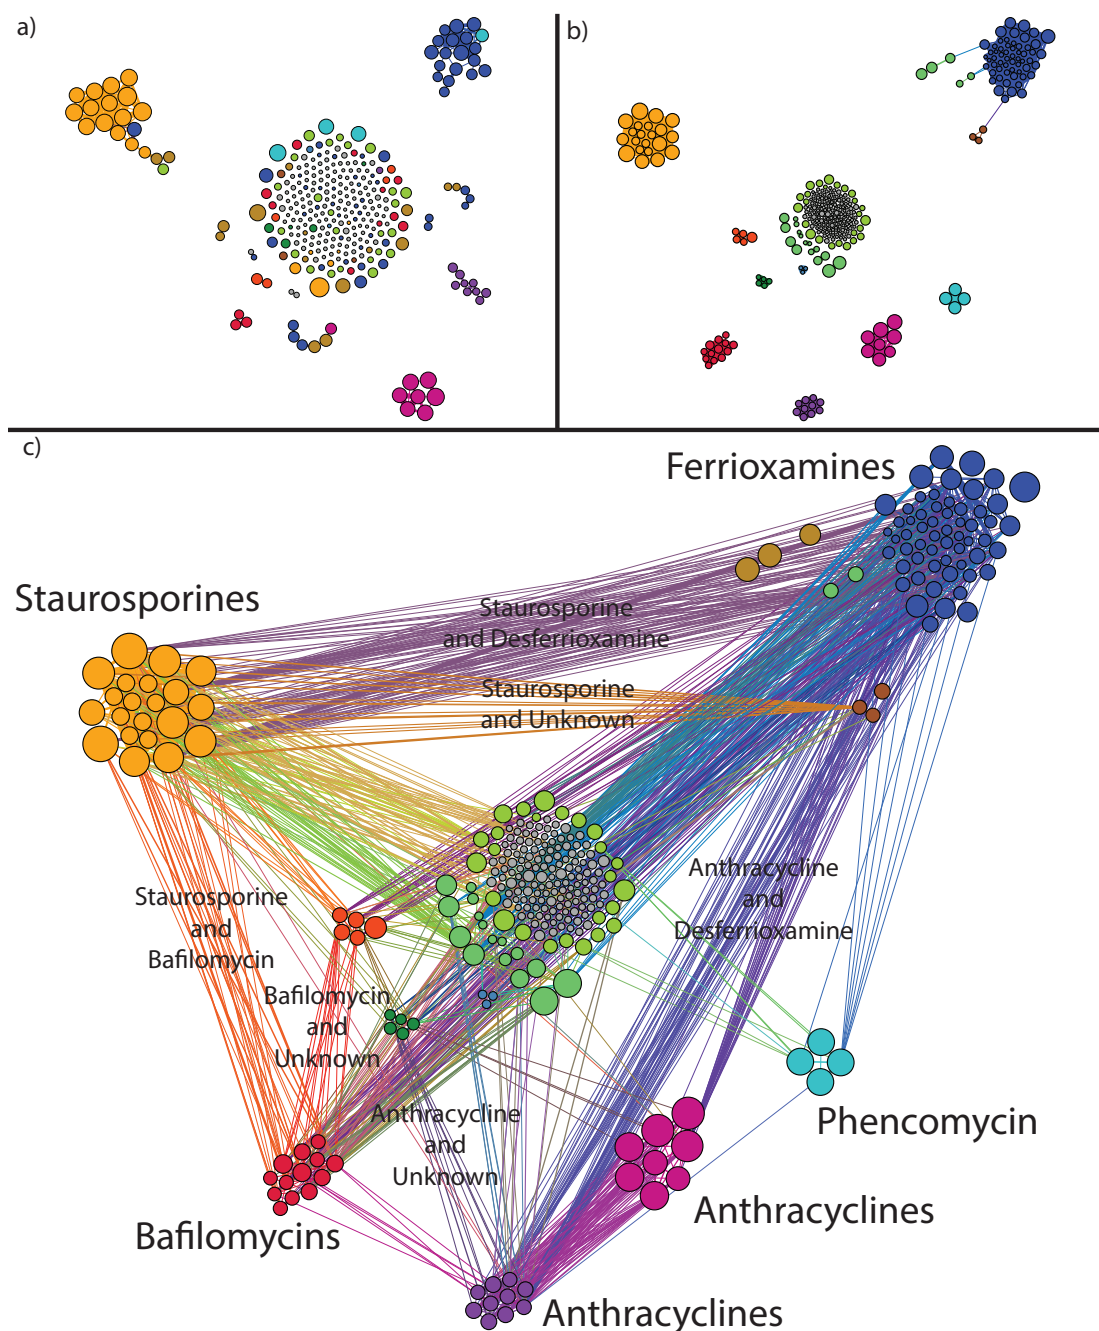 a)
b)
c)
Ferrioxamines
Staurosporines
Staurosporine
and Desferrioxamine
Staurosporine
and Unknown
Anthracycline
and
Desferrioxamine
Staurosporine
and
Bafilomycin
Bafilomycin
and
Unknown
Anthracycline
and
Unknown
Phencomycin
Anthracyclines
Bafilomycins
Anthracyclines